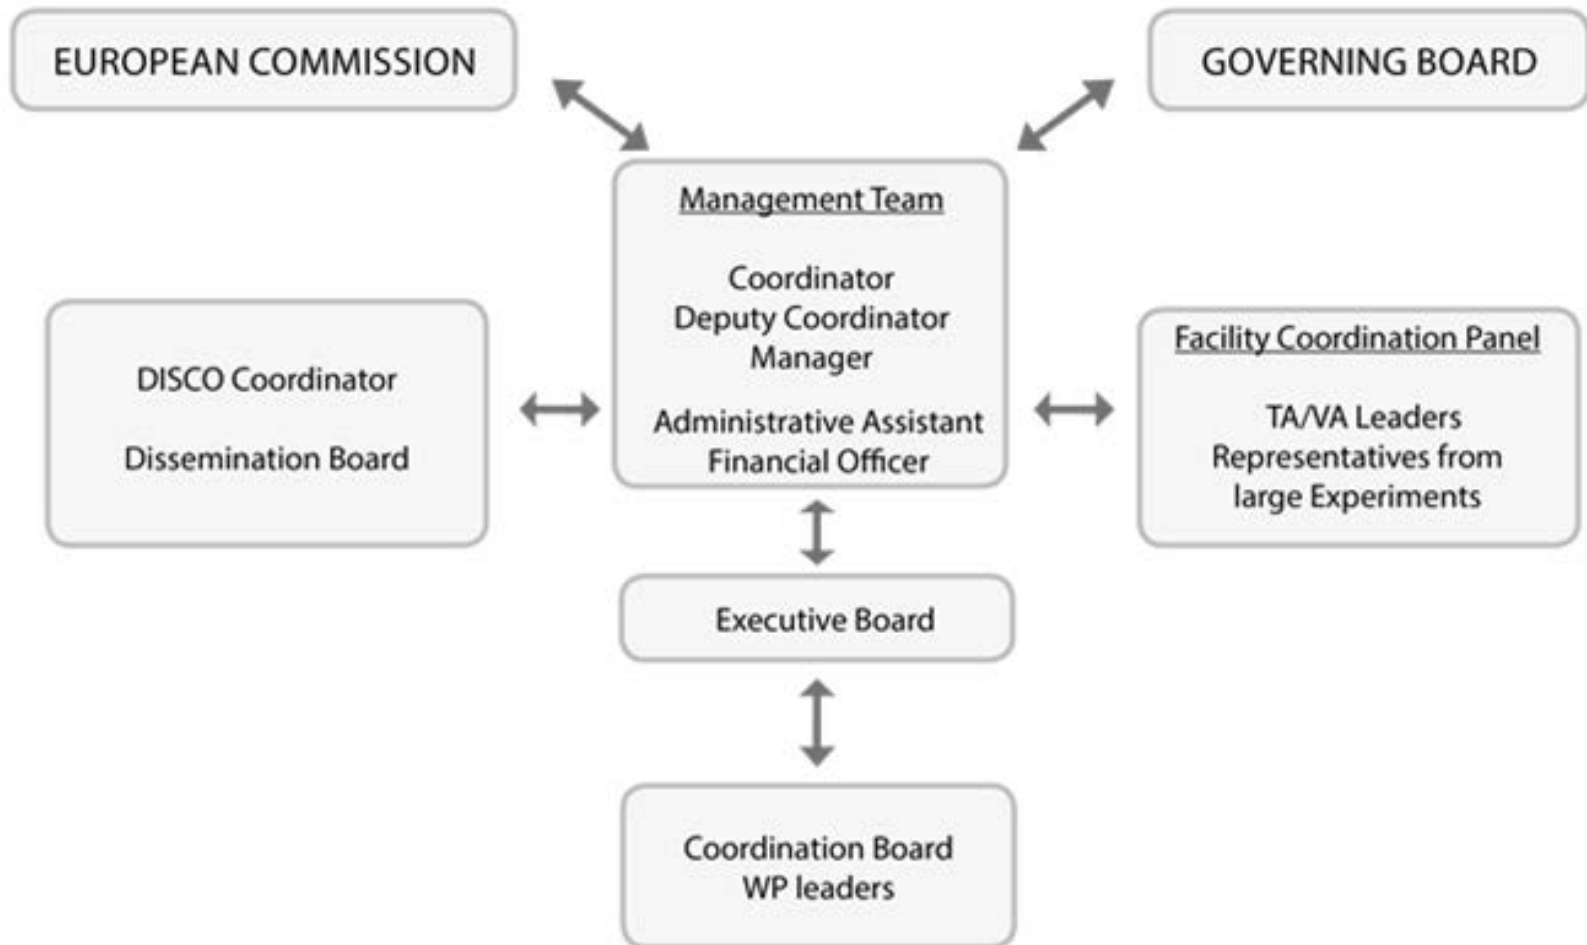 EUROPEAN COMMISSION
GOVERNING BOARD
Management Team
Coordinator
Deputy Coordinator
Manager
Administrative Assistant
Financial Officer
DISCO Coordinator
Dissemination Board
Facility Coordination Panel
TA/VA Leaders
Representatives from
large Experiments
Executive Board
Coordination Board
WP leaders